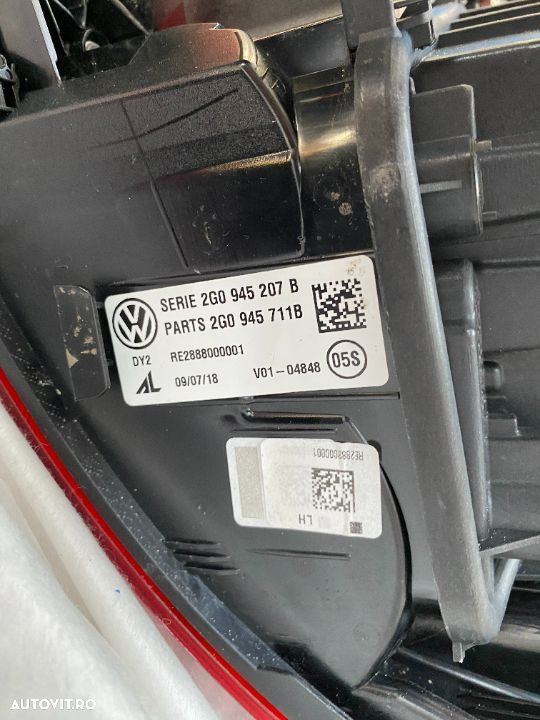 SERIE 2G0 945 207 B
PARTS 2G0 945 711B
DY2 RE2888000001
AL 09/07/18 V01-04848 05S
RE2888000001
LH
AUTOVIT.RO